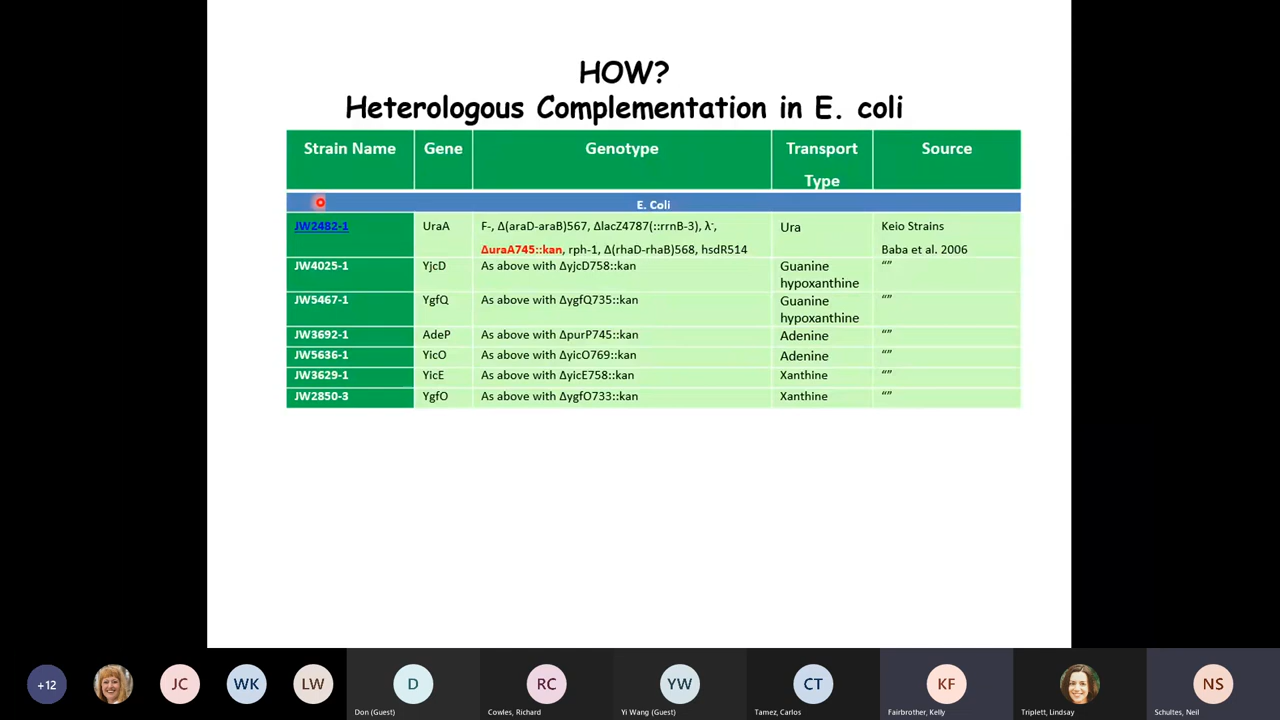 HOW?
Heterologous Complementation in E. coli
Strain Name Gene Genotype Transport Type Source
E. Coli
JW2482-1 UraA F-, Δ(araD-araB)567, ΔlacZ4787(::rrnB-3), λ-, Ura Keio Strains
ΔuraA745::kan, rph-1, Δ(rhaD-rhaB)568, hsdR514 Baba et al. 2006
JW4025-1 YjcD As above with ΔyjcD758::kan Guanine “”
hypoxanthine
JW5467-1 YgfQ As above with ΔygfQ735::kan Guanine “”
hypoxanthine
JW3692-1 AdeP As above with ΔpurP745::kan Adenine “”
JW5636-1 YicO As above with ΔyicO769::kan Adenine “”
JW3629-1 YicE As above with ΔyicE758::kan Xanthine “”
JW2850-3 YgfO As above with ΔygfO733::kan Xanthine “”
+12 JC WK LW D RC YW CT KF NS
Don (Guest) Cowles, Richard Yi Wang (Guest) Tamez, Carlos Fairbrother, Kelly Triplett, Lindsay Schultes, Neil